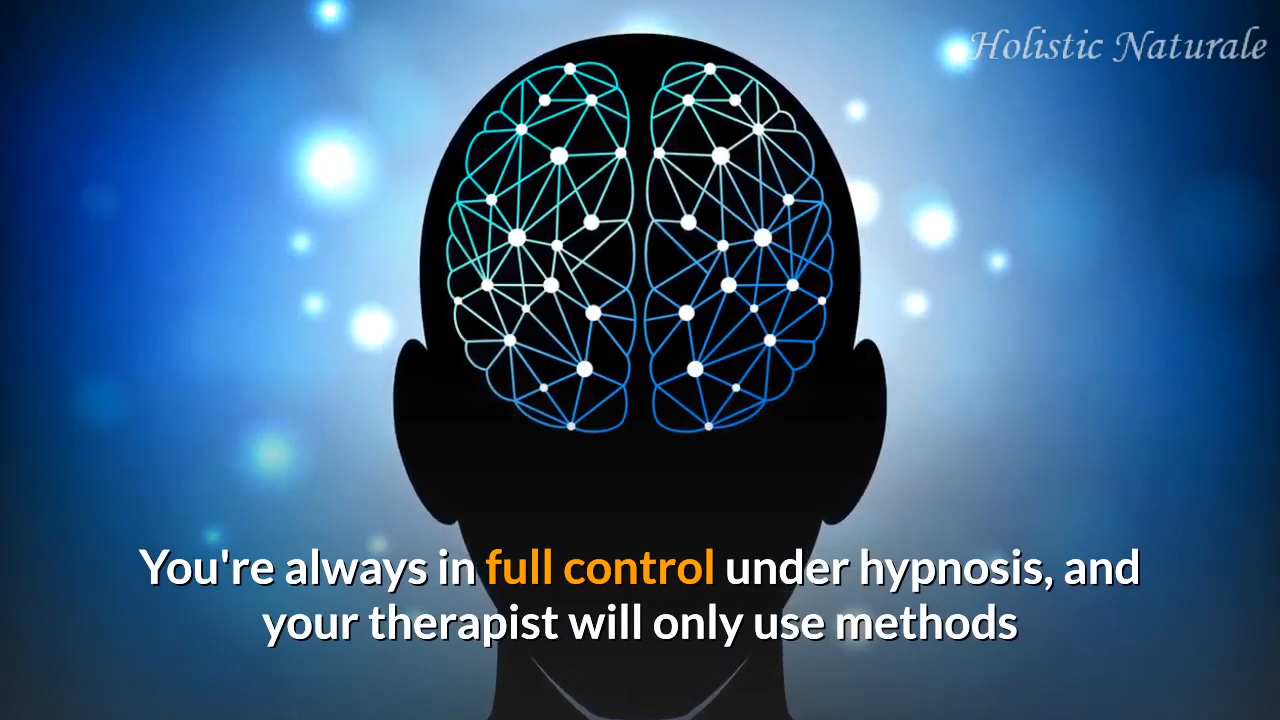 Holistic Naturale
You're always in full control under hypnosis, and
your therapist will only use methods